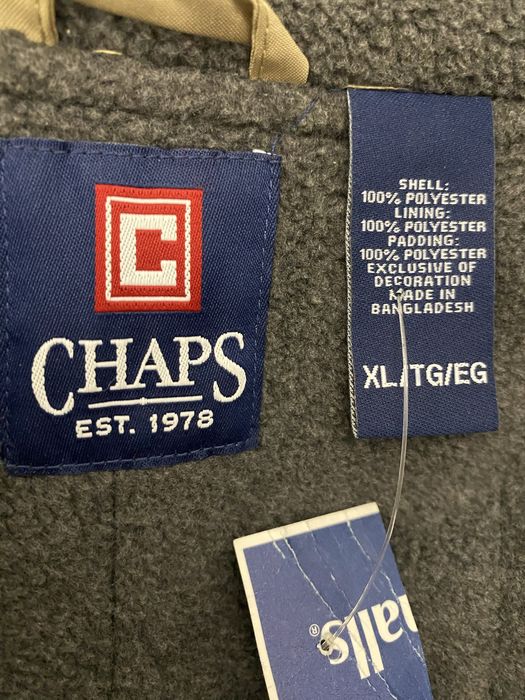 C
CHAPS
EST. 1978
SHELL:
100% POLYESTER
LINING:
100% POLYESTER
PADDING:
100% POLYESTER
EXCLUSIVE OF
DECORATION
MADE IN
BANGLADESH
XL/TG/EG
alls®